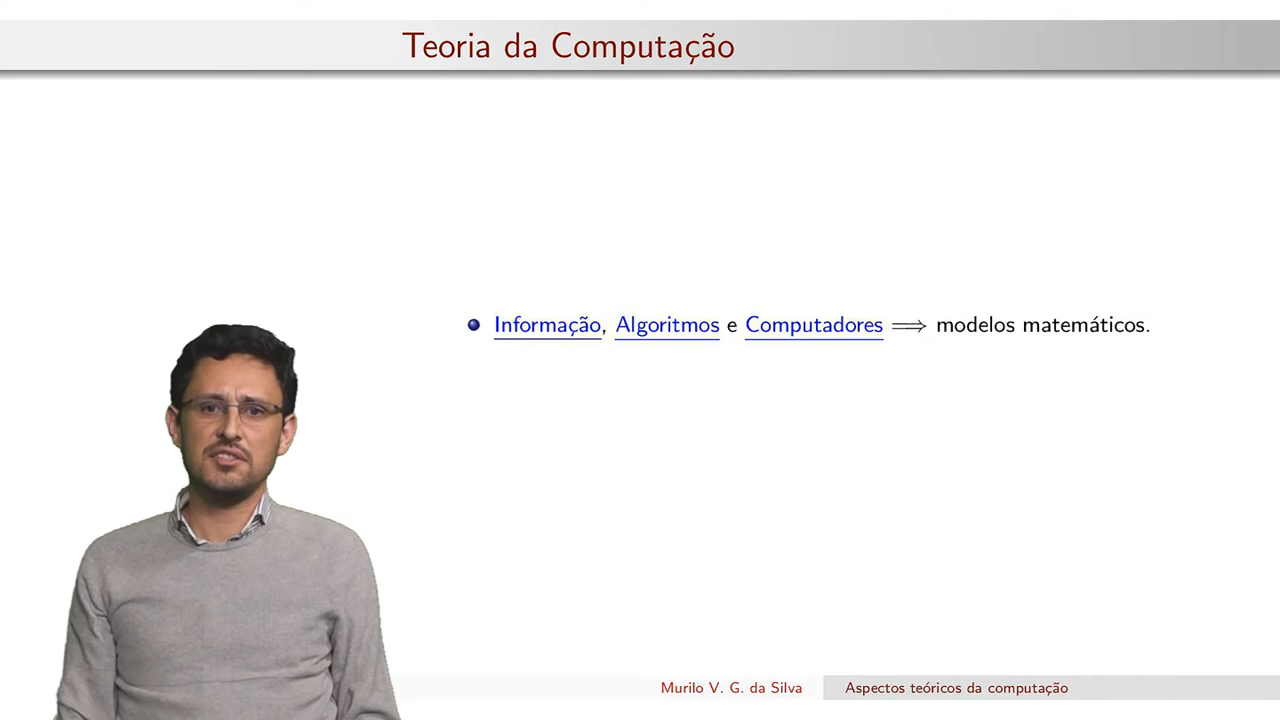 Teoria da Computação
Informação, Algoritmos e Computadores ⟹ modelos matemáticos.
Murilo V. G. da Silva Aspectos teóricos da computação